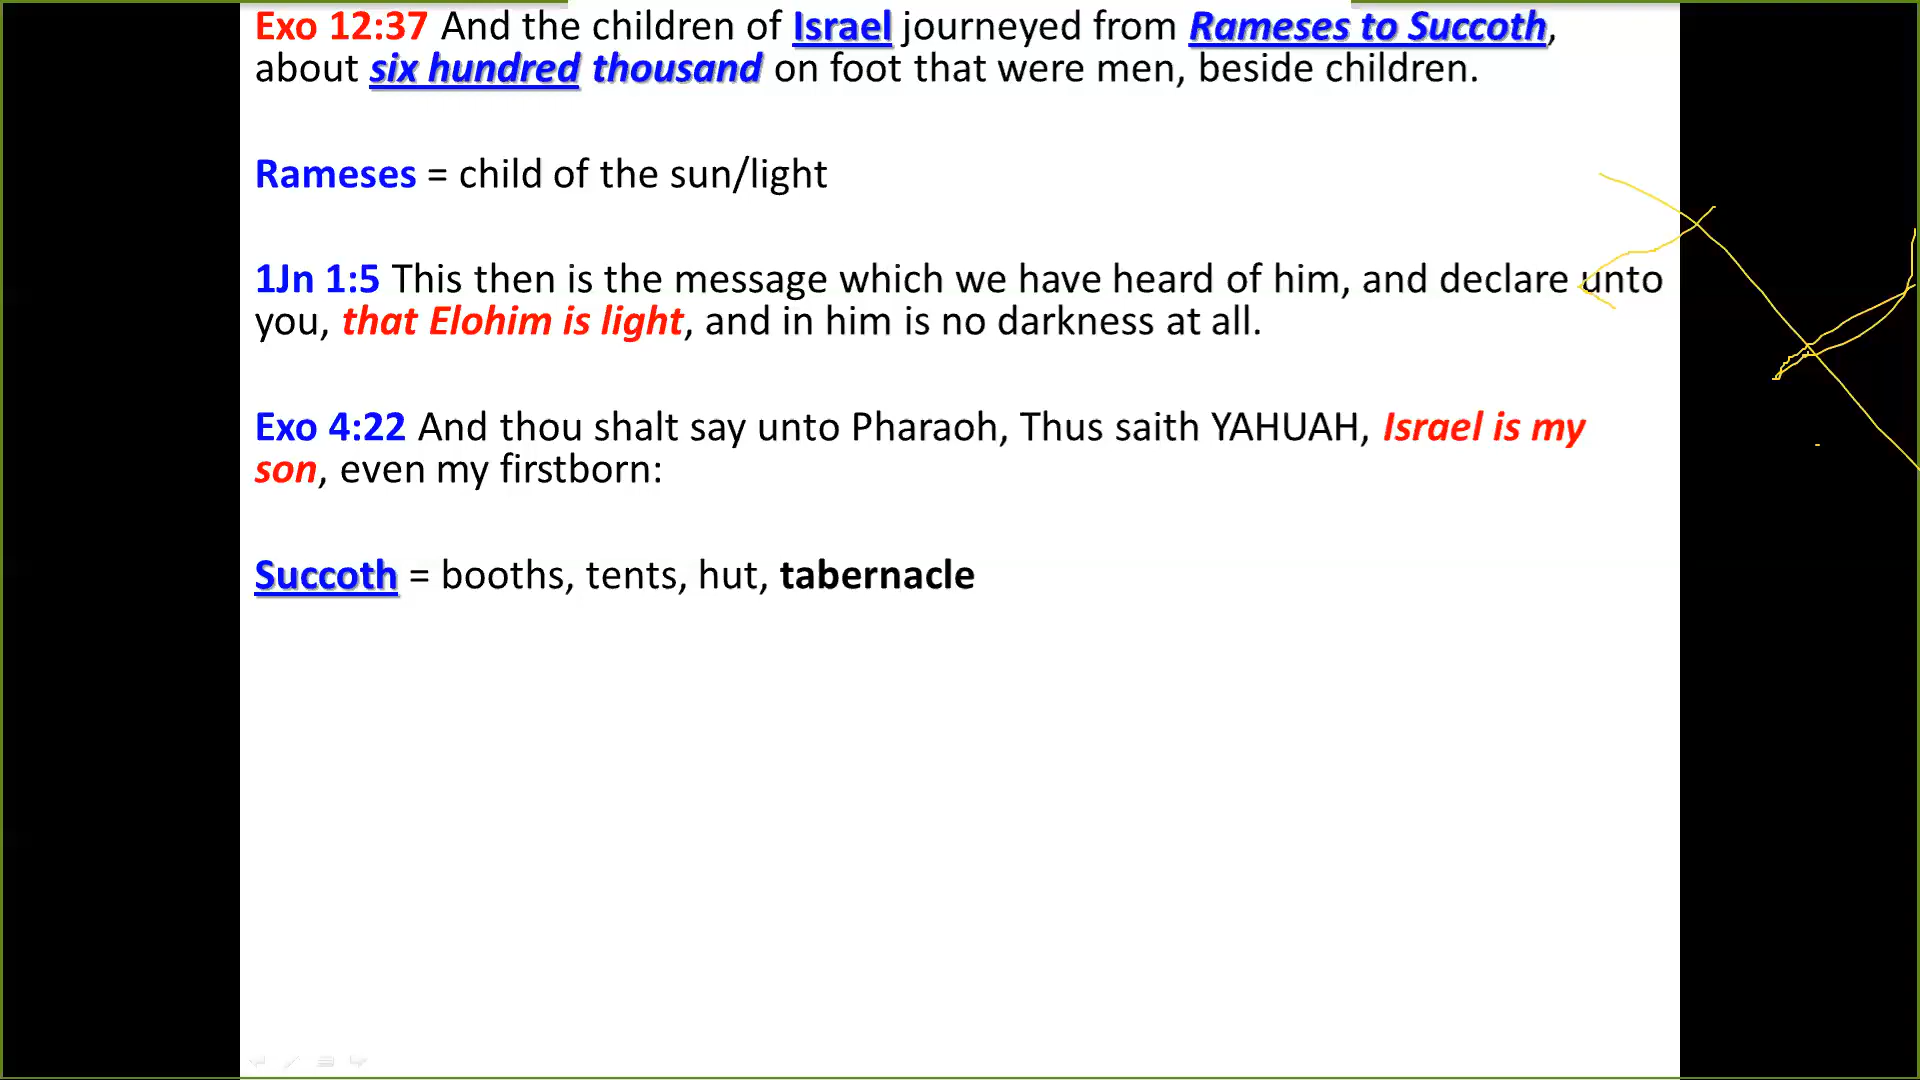 Exo 12:37 And the children of Israel journeyed from Rameses to Succoth,
about six hundred thousand on foot that were men, beside children.
Rameses = child of the sun/light
1Jn 1:5 This then is the message which we have heard of him, and declare unto
you, that Elohim is light, and in him is no darkness at all.
Exo 4:22 And thou shalt say unto Pharaoh, Thus saith YAHUAH, Israel is my
son, even my firstborn:
Succoth = booths, tents, hut, tabernacle